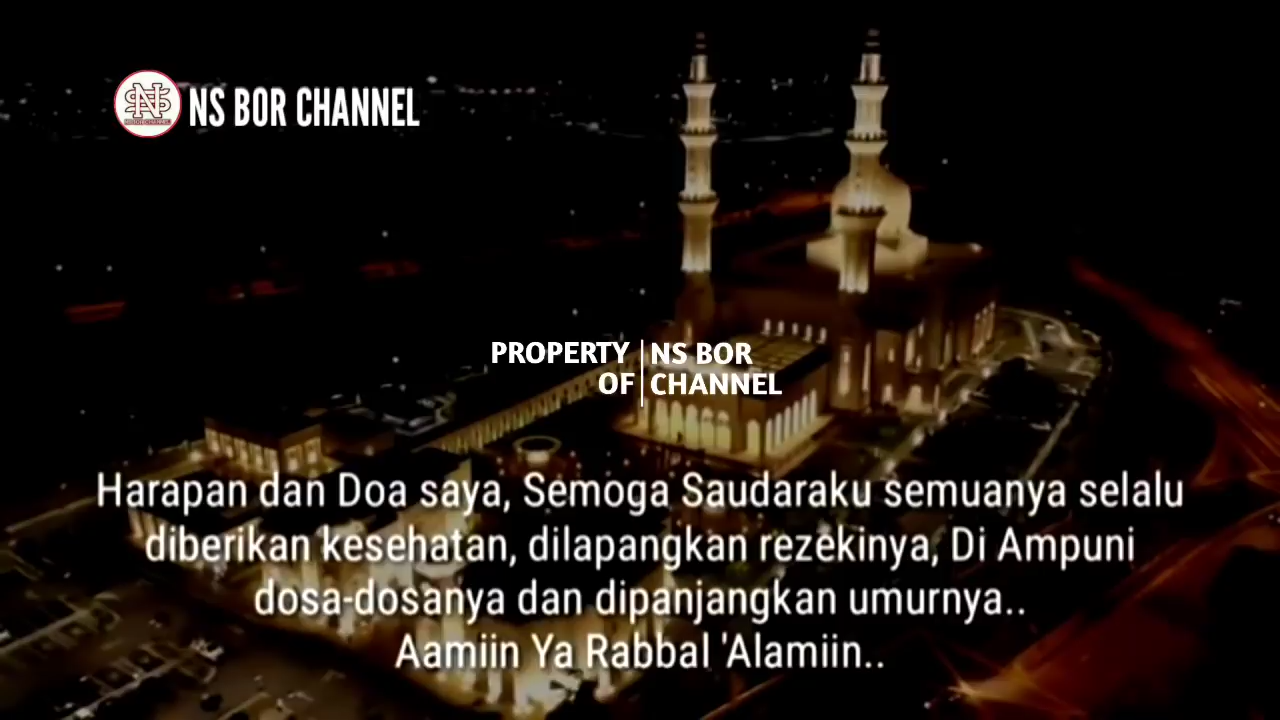 NS BOR CHANNEL
PROPERTY OF
NS BOR CHANNEL
Harapan dan Doa saya, Semoga Saudaraku semuanya selalu
diberikan kesehatan, dilapangkan rezekinya, Di Ampuni
dosa-dosanya dan dipanjangkan umurnya..
Aamiin Ya Rabbal 'Alamiin..